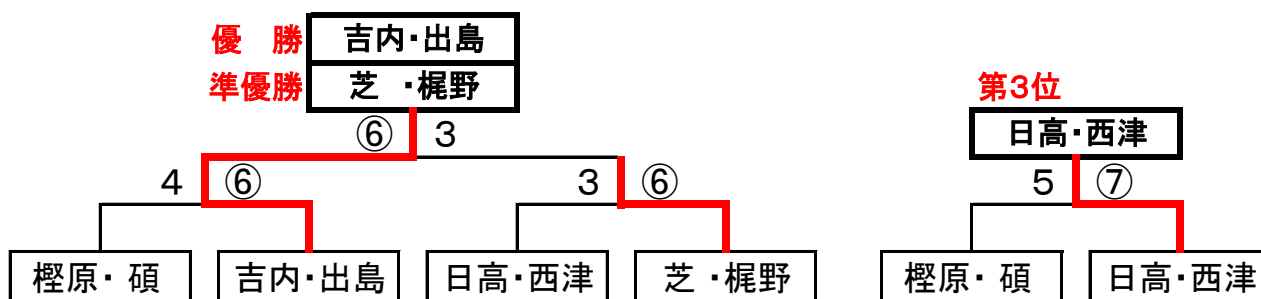 優　勝 吉内・出島
準優勝 芝　・梶野
第3位
日高・西津
⑥ 3
4 ⑥ 3 ⑥
5 ⑦
樫原・ 碩 吉内・出島 日高・西津 芝　・梶野
樫原・ 碩 日高・西津